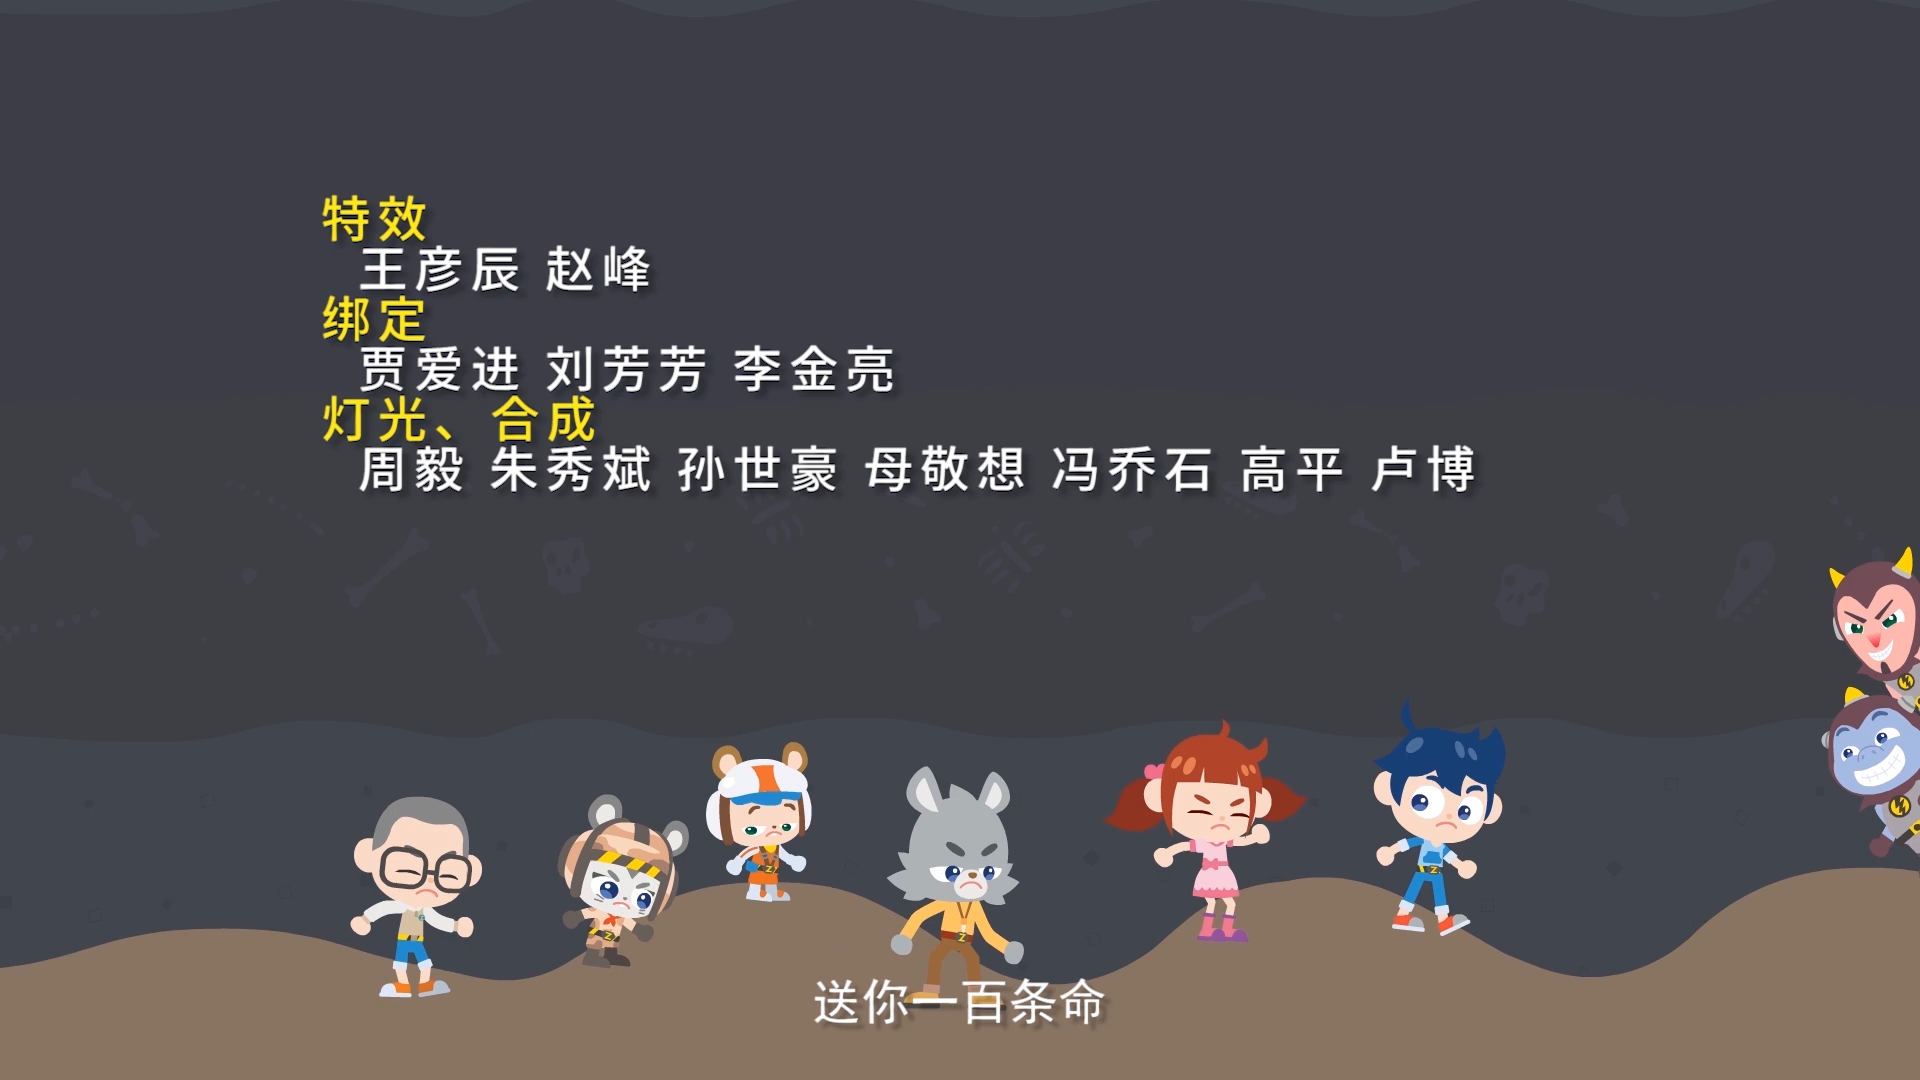 特效
王彦辰 赵峰
绑定
贾爱进 刘芳芳 李金亮
灯光、合成
周毅 朱秀斌 孙世豪 母敬想 冯乔石 高平 卢博
送你一百条命